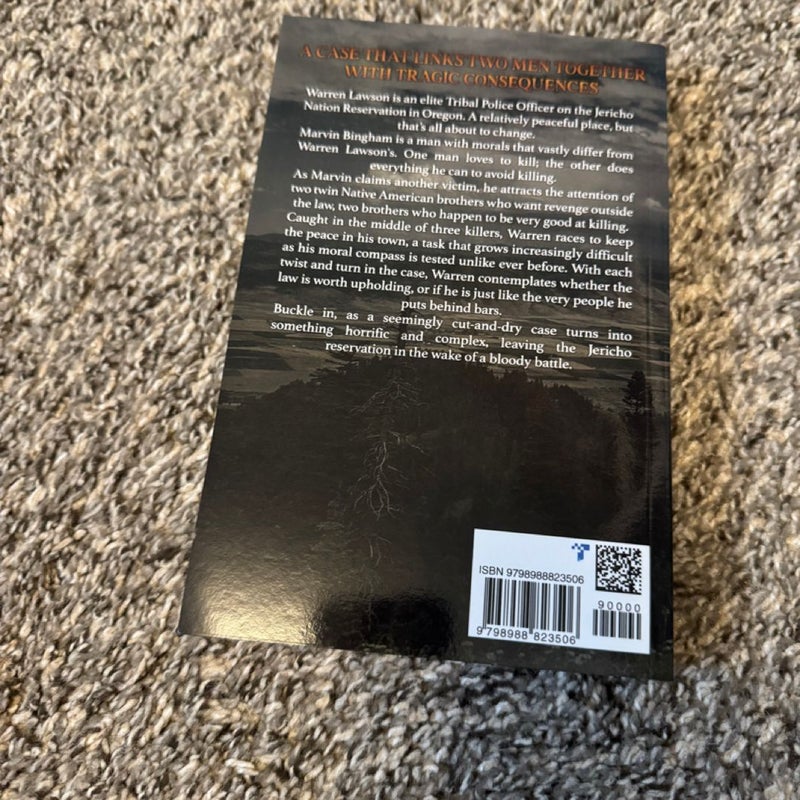 A CASE THAT LINKS TWO MEN TOGETHER
WITH TRAGIC CONSEQUENCES
Warren Lawson is an elite Tribal Police Officer on the Jericho
Nation Reservation in Oregon. A relatively peaceful place, but
that's all about to change.
Marvin Bingham is a man with morals that vastly differ from
Warren Lawson's. One man loves to kill; the other does
everything he can to avoid killing.
As Marvin claims another victim, he attracts the attention of
two twin Native American brothers who want revenge outside
the law, two brothers who happen to be very good at killing.
Caught in the middle of three killers, Warren races to keep
the peace in his town, a task that grows increasingly difficult
as his moral compass is tested unlike ever before. With each
twist and turn in the case, Warren contemplates whether the
law is worth upholding, or if he is just like the very people he
puts behind bars.
Buckle in, as a seemingly cut-and-dry case turns into
something horrific and complex, leaving the Jericho
reservation in the wake of a bloody battle.
ISBN 9798988823506
90000
9 798988 823506